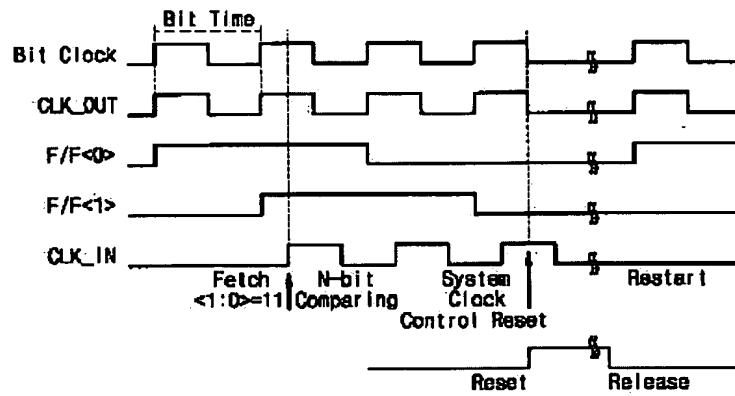 Bit Time
Bit Clock
CLK_OUT
F/F<0>
F/F<1>
CLK_IN
Fetch
<1:0>=11
N-bit
Comparing
System
Clock
Control Reset
Restart
Reset
Release